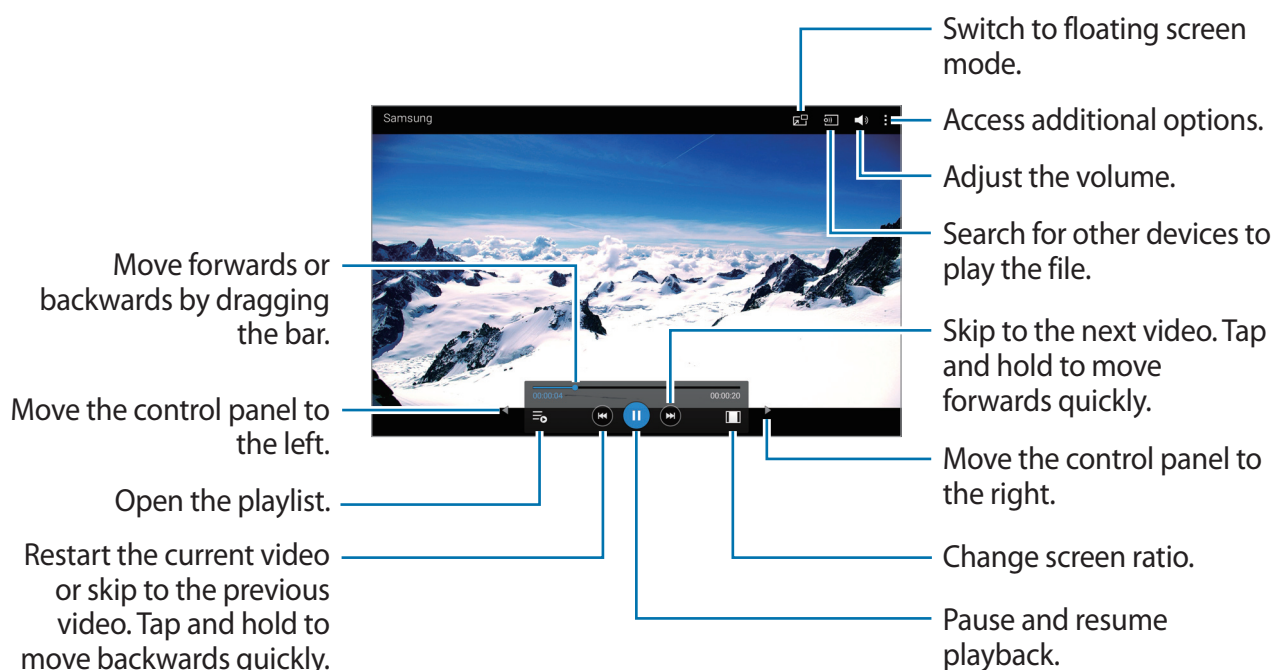 Switch to floating screen
mode.
Samsung
Access additional options.
Adjust the volume.
Search for other devices to
play the file.
Move forwards or
backwards by dragging
the bar.
Skip to the next video. Tap
and hold to move
forwards quickly.
00:00:04
00:00:20
Move the control panel to
the left.
Move the control panel to
the right.
Open the playlist.
Change screen ratio.
Restart the current video
or skip to the previous
video. Tap and hold to
move backwards quickly.
Pause and resume
playback.